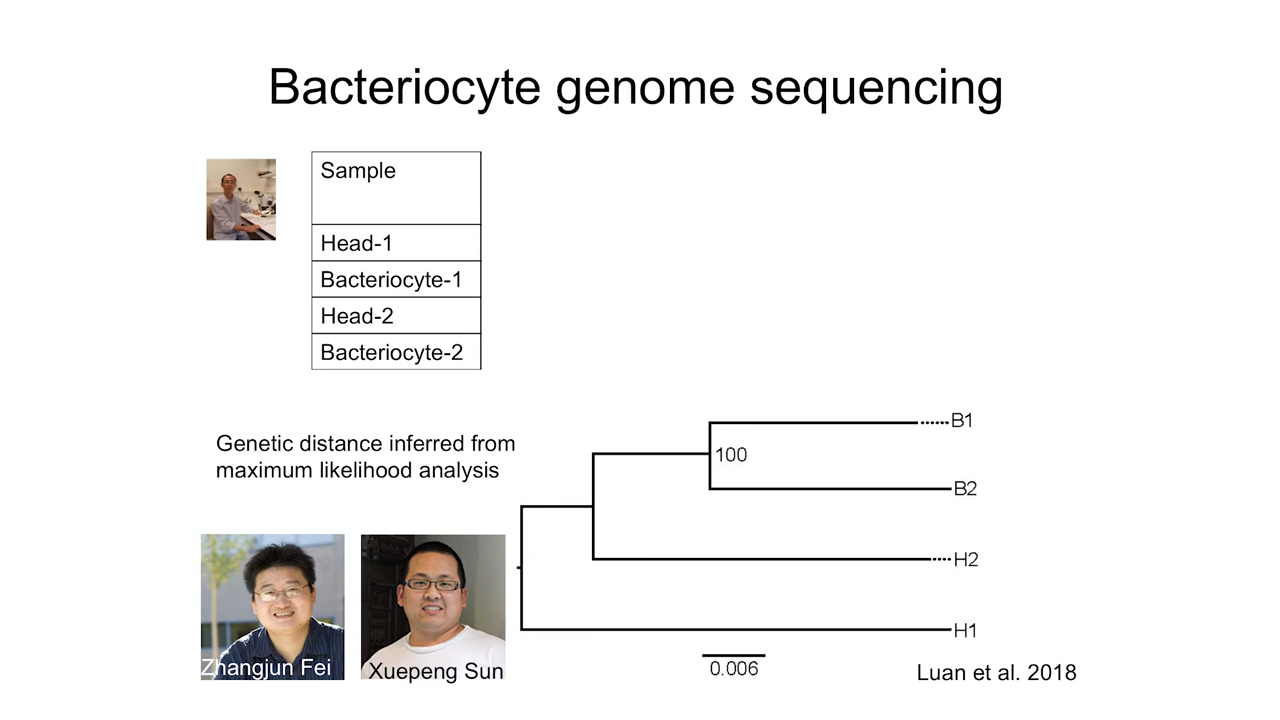 Bacteriocyte genome sequencing
Sample
Head-1
Bacteriocyte-1
Head-2
Bacteriocyte-2
Genetic distance inferred from
maximum likelihood analysis
B1
100
B2
H2
H1
0.006
Zhangjun Fei
Xuepeng Sun
Luan et al. 2018